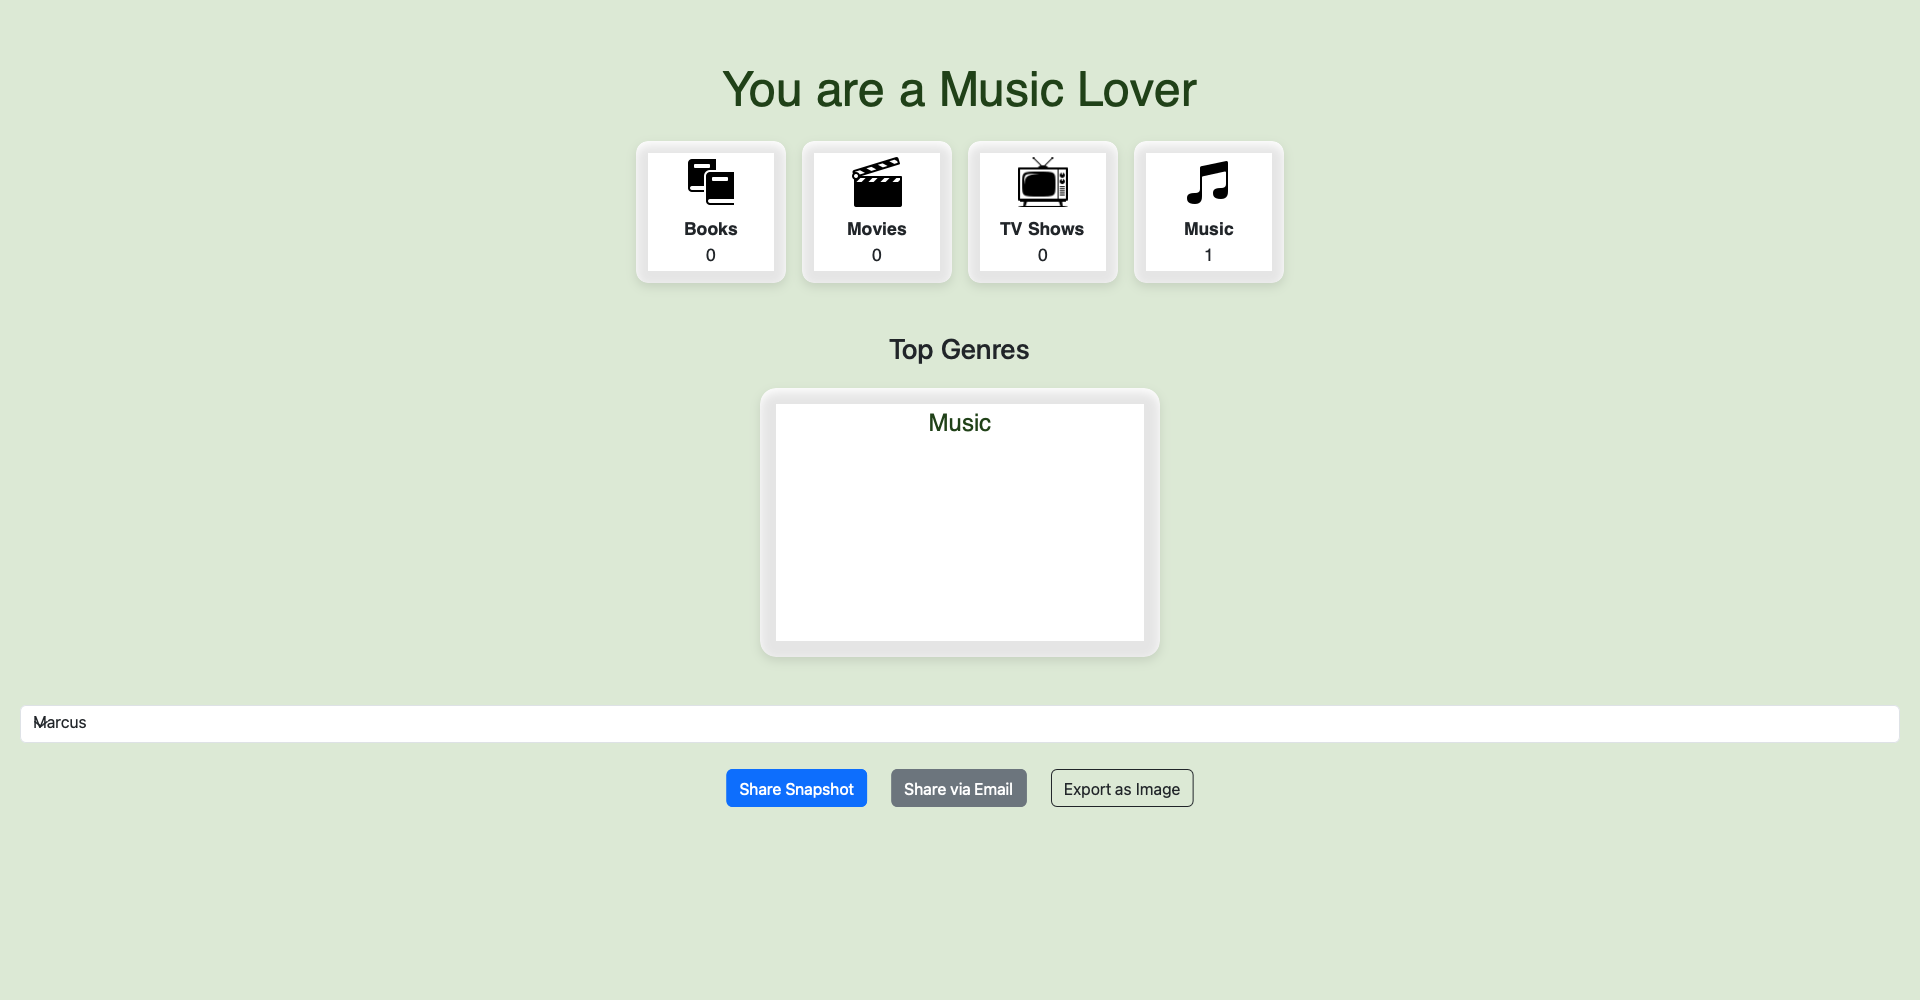 You are a Music Lover
Books
0
Movies
0
TV Shows
0
Music
1
Top Genres
Music
Marcus
Share Snapshot
Share via Email
Export as Image